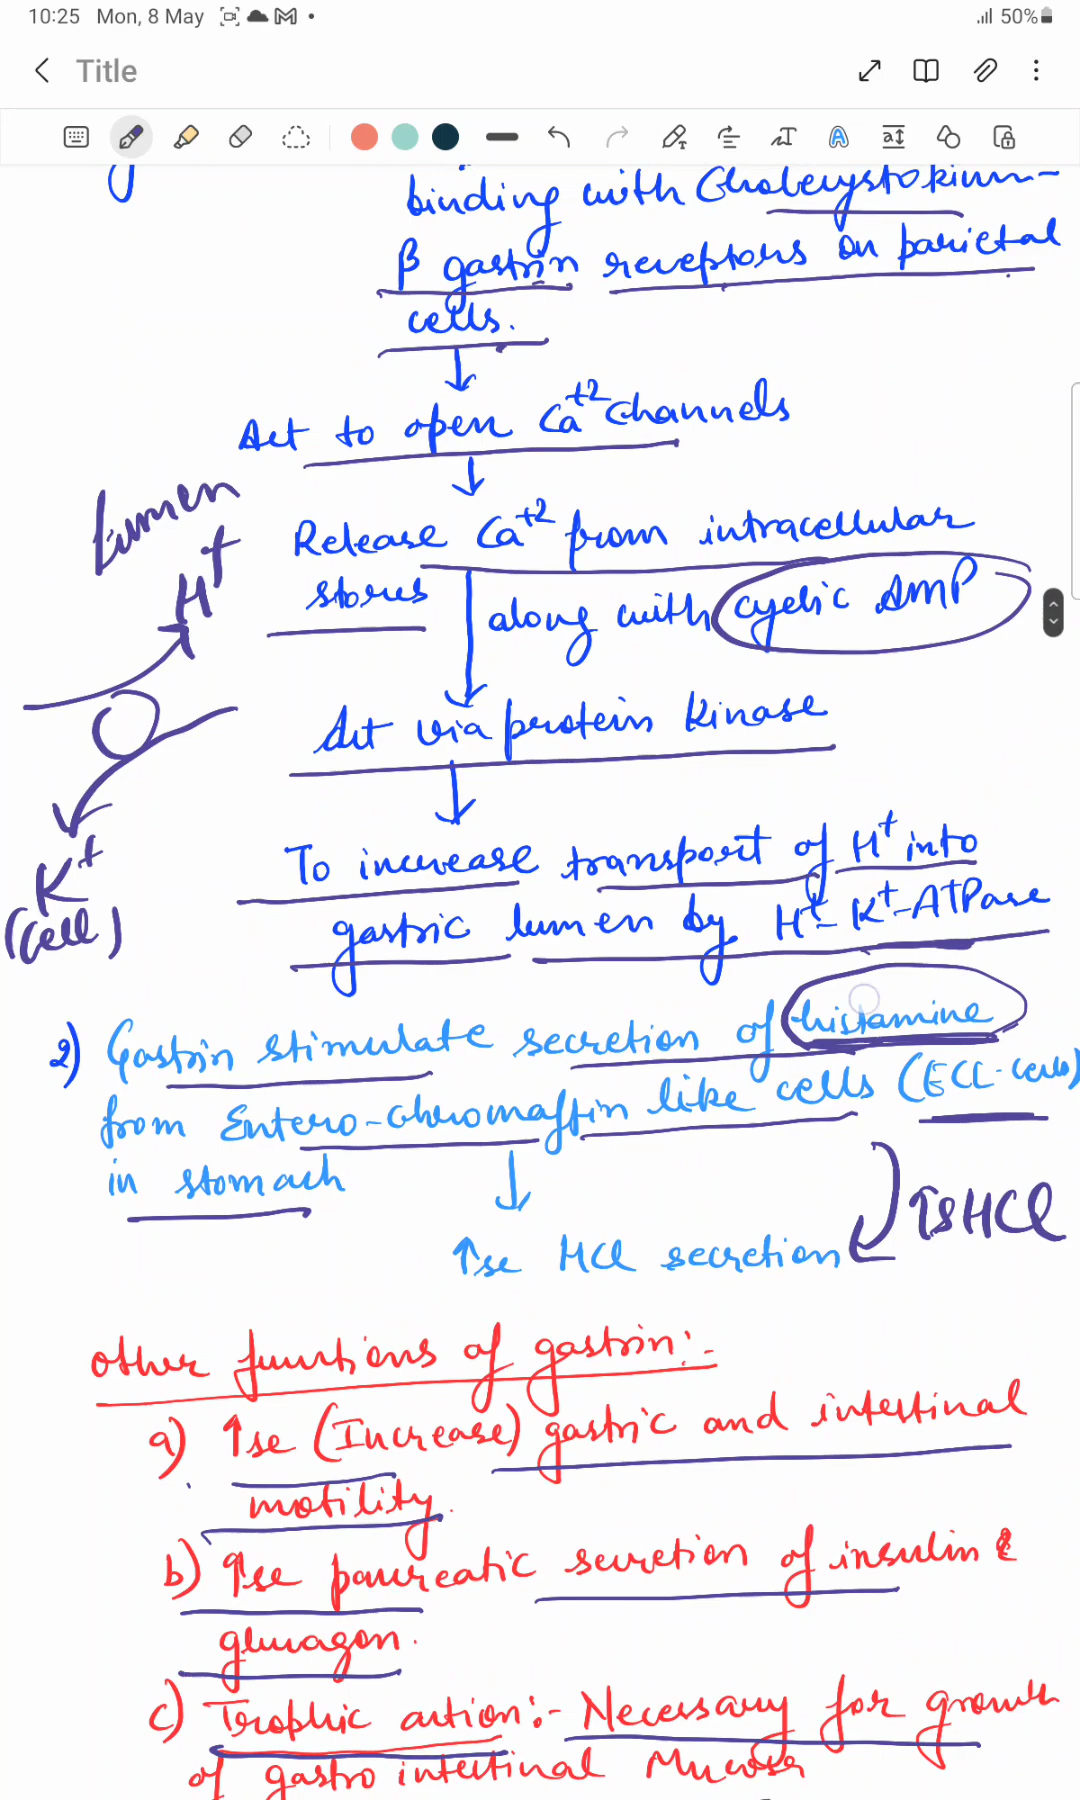 10:25 Mon, 8 May
50%
Title
binding with Cholecystokinin-
β gastrin receptors on parietal
cells.
↓
Act to open Ca+2 channels
↓
Release Ca+2 from intracellular
stores
along with cyclic AMP
Lumen
H+
Act via protein kinase
↓
K+
(cell)
To increase transport of H+ into
gastric lumen by H+-K+-ATPase
2) Gastrin stimulate secretion of histamine
from Entero-chromaffin like cells (ECL-cells)
in stomach
↓
↑se HCl secretion
↑s HCl
other functions of gastrin:-
a) ↑se (Increase) gastric and intestinal
motility.
b) ↑se pancreatic secretion of insulin &
glucagon.
c) Trophic action:- Necessary for growth
of gastro intestinal Mucosa